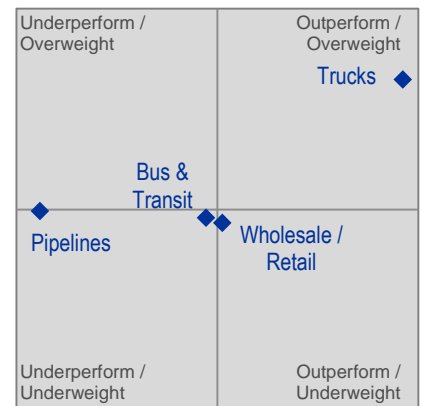 Underperform /
Overweight
Outperform /
Overweight
Trucks
Bus &
Transit
Pipelines
Wholesale /
Retail
Underperform /
Underweight
Outperform /
Underweight